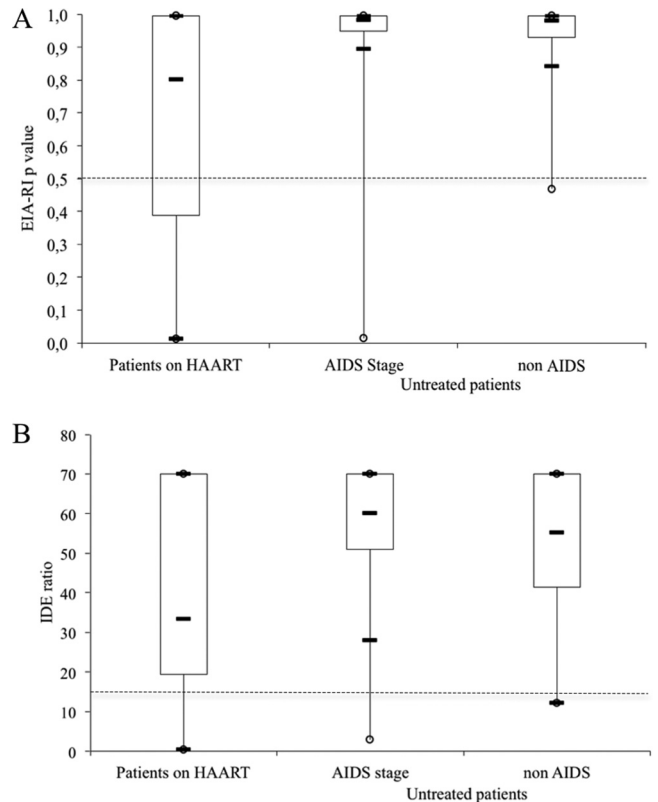 A
1,0
0,9
0,8
0,7
0,6
0,5
0,4
0,3
0,2
0,1
0,0
EIA-RI p value
Patients on HAART AIDS Stage non AIDS
Untreated patients
B
80
70
60
50
40
30
20
10
0
IDE ratio
Patients on HAART AIDS stage non AIDS
Untreated patients